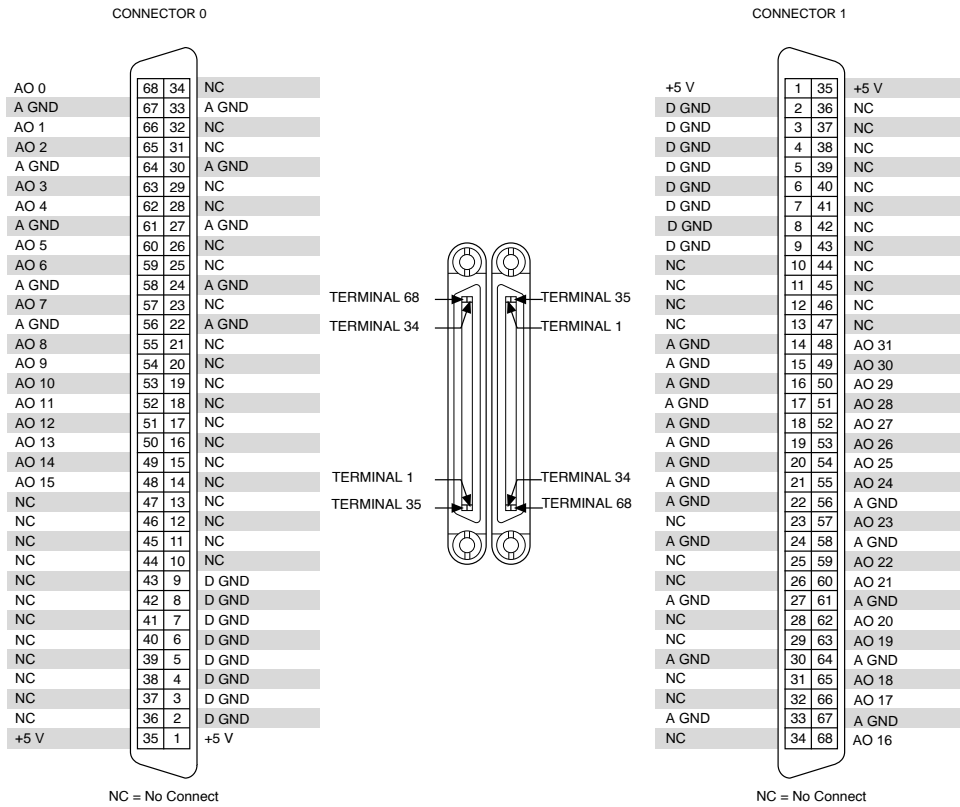 CONNECTOR 0
AO 0 68 34 NC
A GND 67 33 A GND
AO 1 66 32 NC
AO 2 65 31 NC
A GND 64 30 A GND
AO 3 63 29 NC
AO 4 62 28 NC
A GND 61 27 A GND
AO 5 60 26 NC
AO 6 59 25 NC
A GND 58 24 A GND
AO 7 57 23 NC
A GND 56 22 A GND
AO 8 55 21 NC
AO 9 54 20 NC
AO 10 53 19 NC
AO 11 52 18 NC
AO 12 51 17 NC
AO 13 50 16 NC
AO 14 49 15 NC
AO 15 48 14 NC
NC 47 13 NC
NC 46 12 NC
NC 45 11 NC
NC 44 10 NC
NC 43 9 D GND
NC 42 8 D GND
NC 41 7 D GND
NC 40 6 D GND
NC 39 5 D GND
NC 38 4 D GND
NC 37 3 D GND
NC 36 2 D GND
+5 V 35 1 +5 V
NC = No Connect
TERMINAL 68
TERMINAL 34
TERMINAL 35
TERMINAL 1
TERMINAL 1
TERMINAL 35
TERMINAL 34
TERMINAL 68
CONNECTOR 1
+5 V 1 35 +5 V
D GND 2 36 NC
D GND 3 37 NC
D GND 4 38 NC
D GND 5 39 NC
D GND 6 40 NC
D GND 7 41 NC
D GND 8 42 NC
D GND 9 43 NC
NC 10 44 NC
NC 11 45 NC
NC 12 46 NC
NC 13 47 NC
A GND 14 48 AO 31
A GND 15 49 AO 30
A GND 16 50 AO 29
A GND 17 51 AO 28
A GND 18 52 AO 27
A GND 19 53 AO 26
A GND 20 54 AO 25
A GND 21 55 AO 24
A GND 22 56 A GND
NC 23 57 AO 23
A GND 24 58 A GND
NC 25 59 AO 22
NC 26 60 AO 21
A GND 27 61 A GND
NC 28 62 AO 20
NC 29 63 AO 19
A GND 30 64 A GND
NC 31 65 AO 18
NC 32 66 AO 17
A GND 33 67 A GND
NC 34 68 AO 16
NC = No Connect